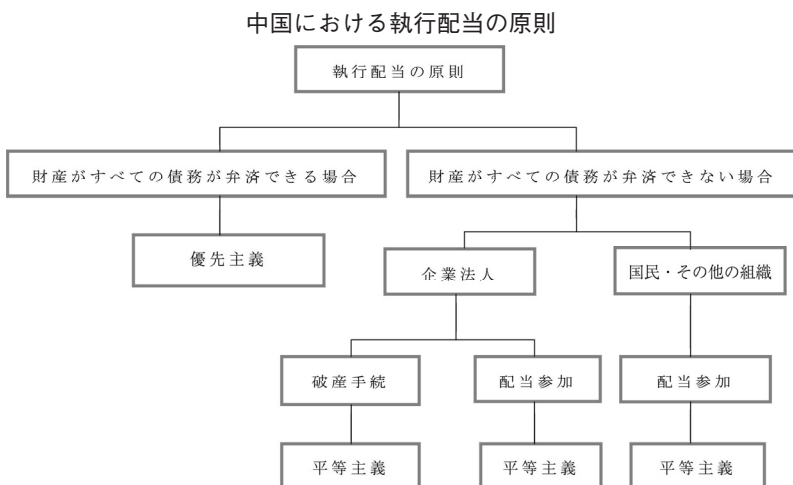 中国における執行配当の原則
執行配当の原則
財産がすべての債務が弁済できる場合
財産がすべての債務が弁済できない場合
優先主義
企業法人
国民・その他の組織
破産手続
配当参加
配当参加
平等主義
平等主義
平等主義